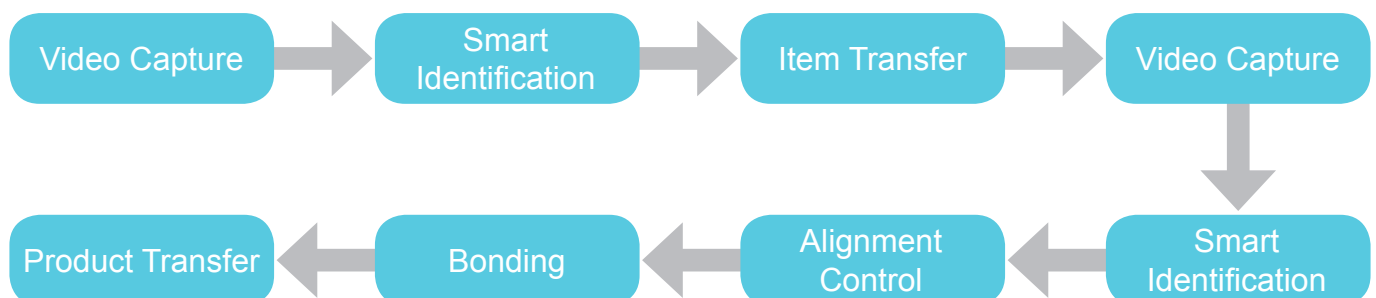 Video Capture
Smart
Identification
Item Transfer
Video Capture
Smart
Identification
Alignment
Control
Bonding
Product Transfer